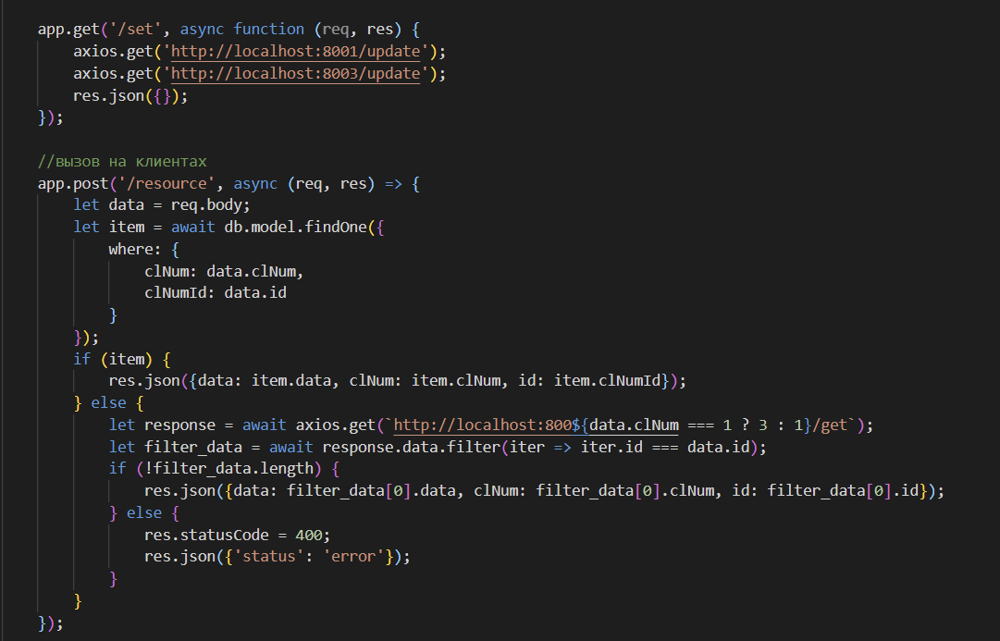 app.get('/set', async function (req, res) {
    axios.get('http://localhost:8001/update');
    axios.get('http://localhost:8003/update');
    res.json({});
});

//вызов на клиентах
app.post('/resource', async (req, res) => {
    let data = req.body;
    let item = await db.model.findOne({
        where: {
            clNum: data.clNum,
            clNumId: data.id
        }
    });
    if (item) {
        res.json({data: item.data, clNum: item.clNum, id: item.clNumId});
    } else {
        let response = await axios.get(`http://localhost:800${data.clNum === 1 ? 3 : 1}/get`);
        let filter_data = await response.data.filter(iter => iter.id === data.id);
        if (!filter_data.length) {
            res.json({data: filter_data[0].data, clNum: filter_data[0].clNum, id: filter_data[0].id});
        } else {
            res.statusCode = 400;
            res.json({'status': 'error'});
        }
    }
});